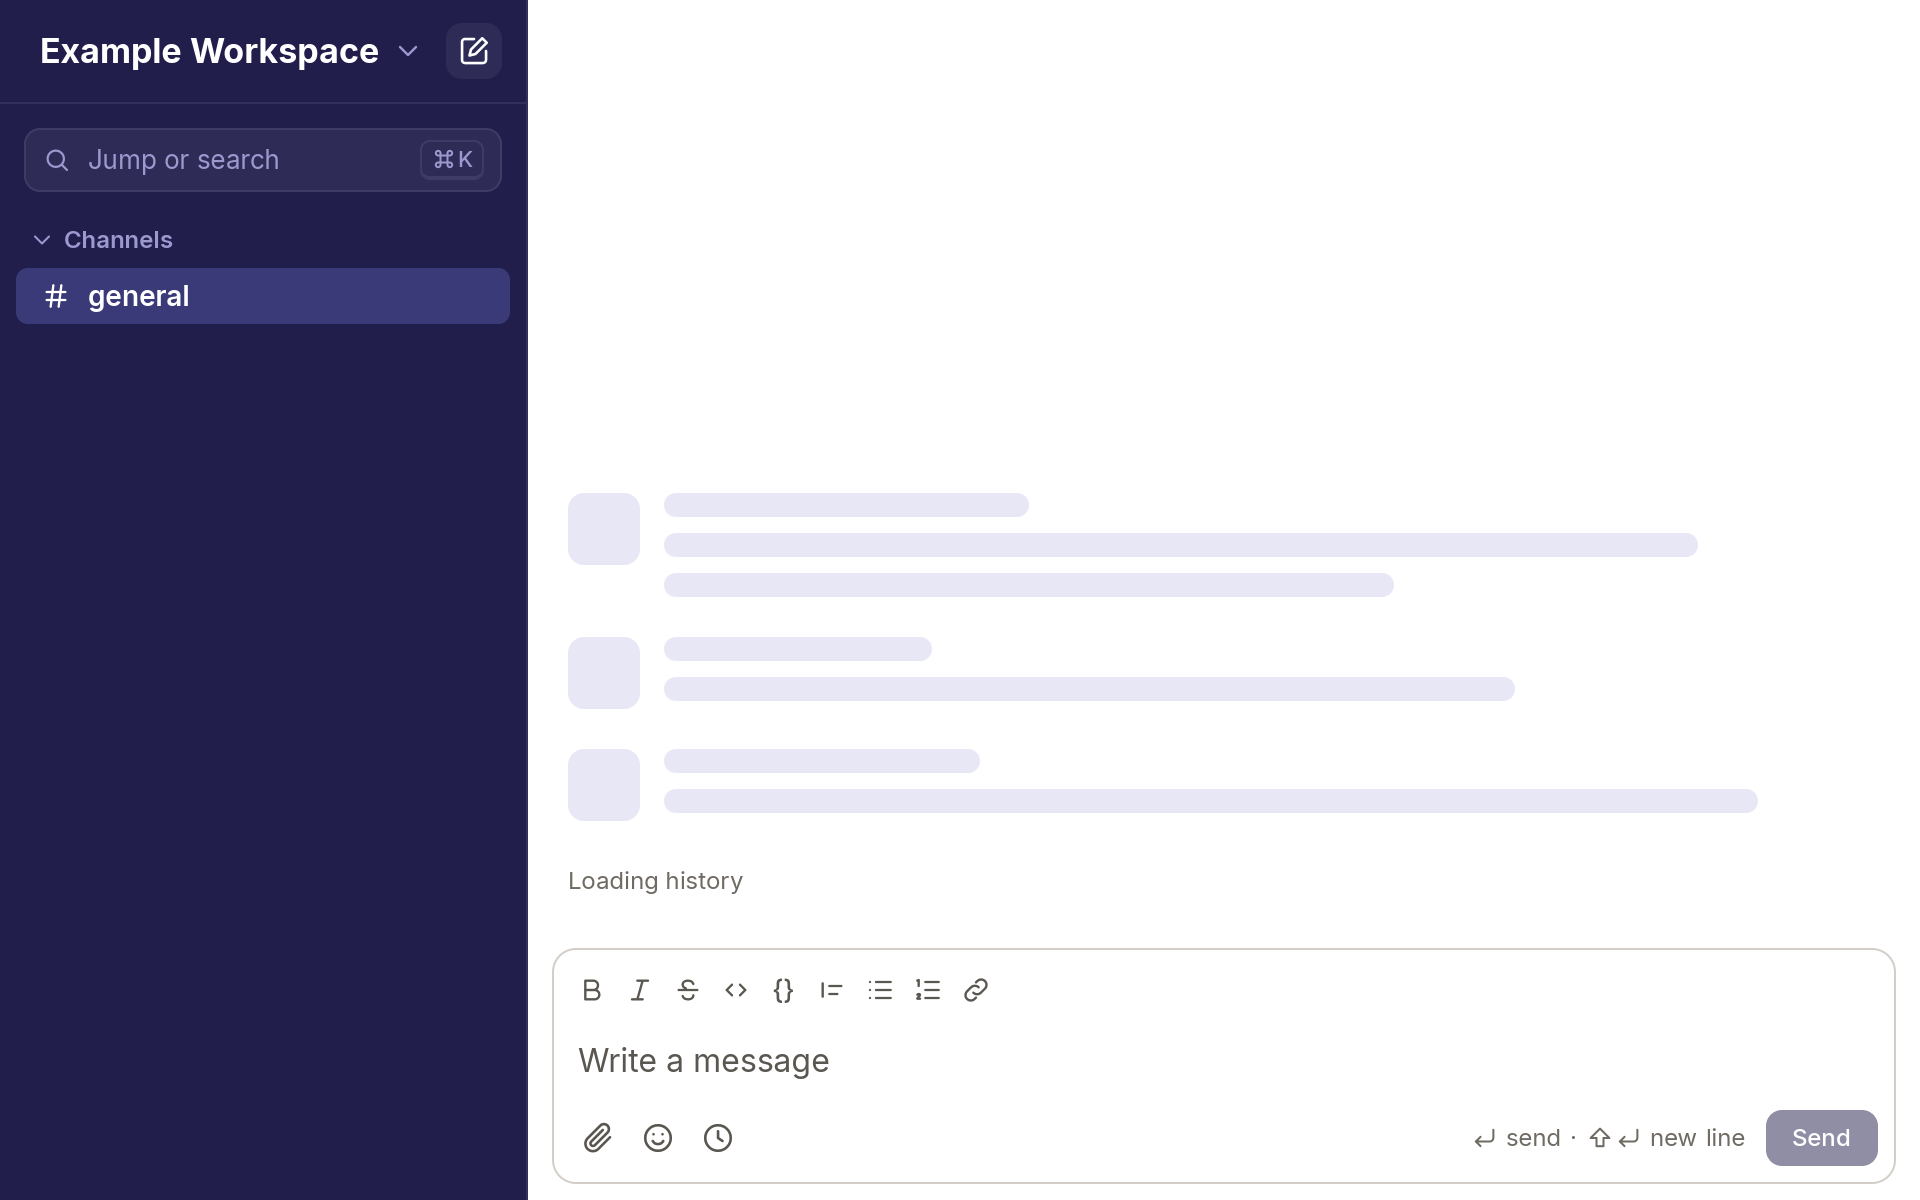 Example Workspace
Jump or search
⌘K
Channels
# general
Loading history
Write a message
send · new line
Send